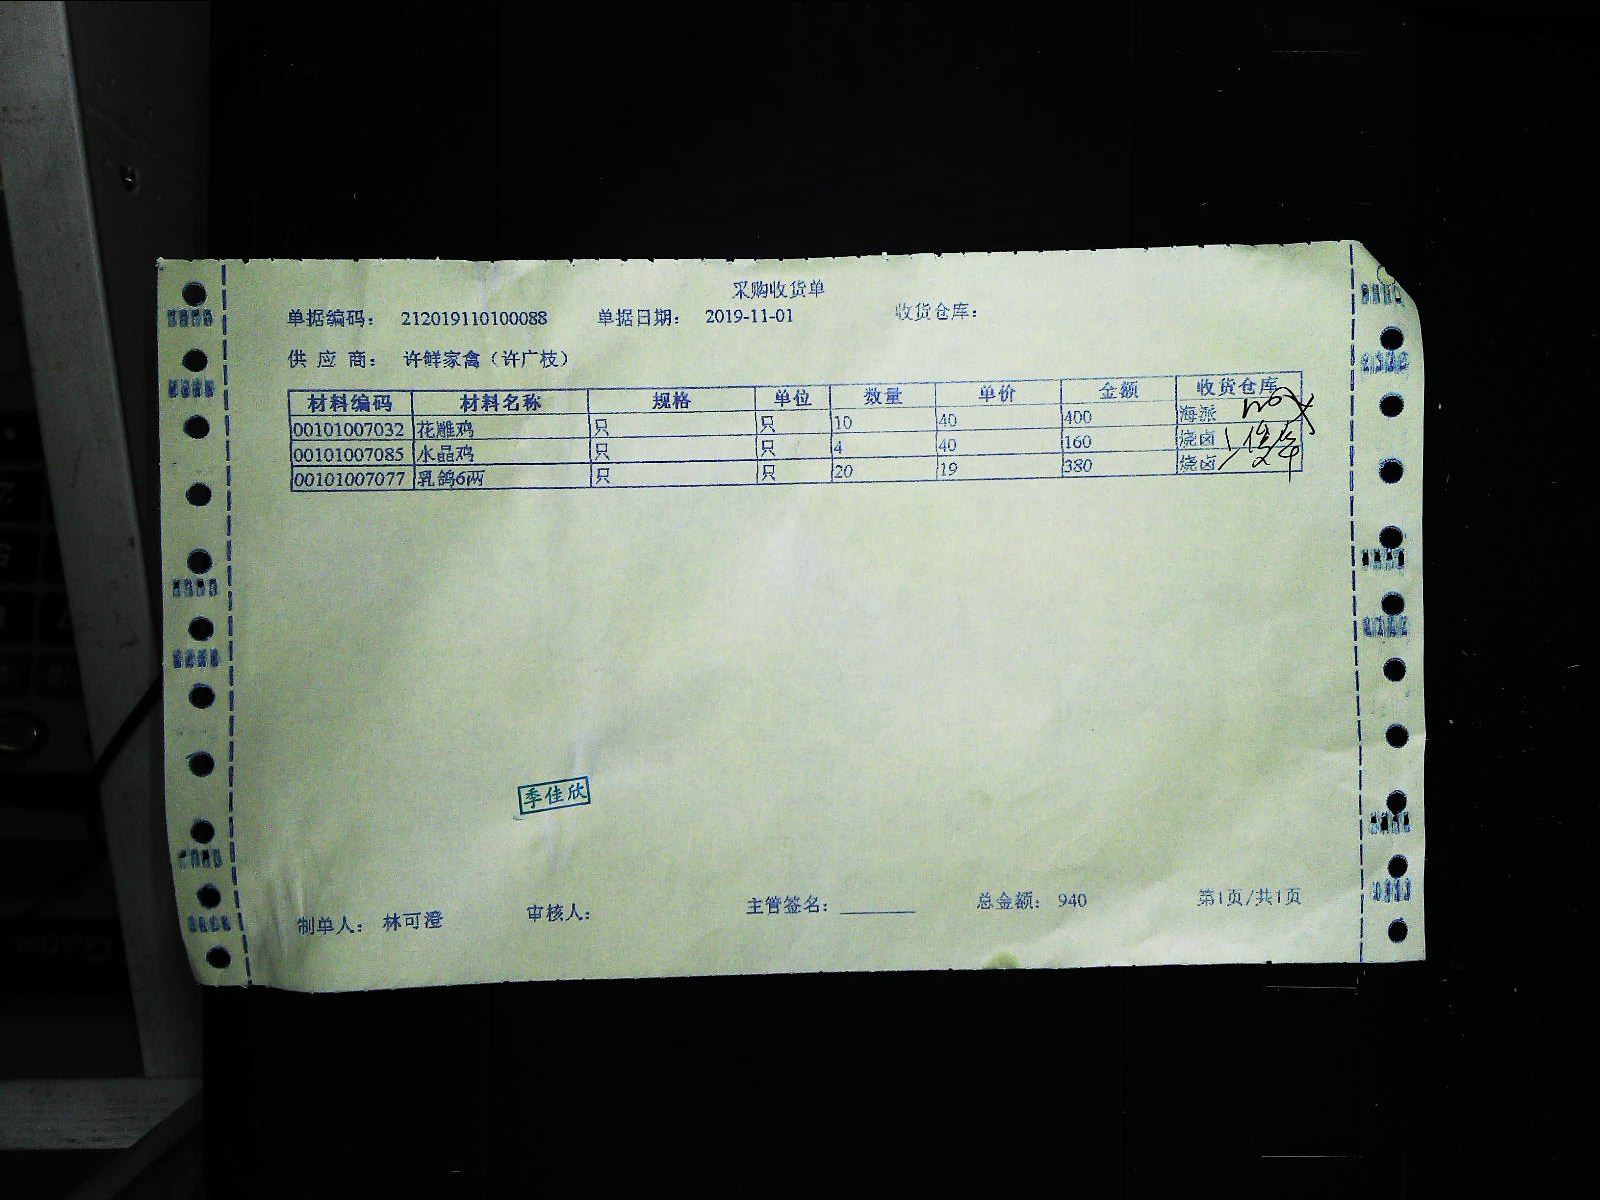 采购收货单
单据编码： 212019110100088 单据日期： 2019-11-01 收货仓库：
供 应 商： 许鲜家禽（许广枝）
材料编码 材料名称 规格 单位 数量 单价 金额 收货仓库
00101007032 花雕鸡 只 只 10 40 400 海派
00101007085 水晶鸡 只 只 4 40 160 烧卤
00101007077 乳鸽6两 只 只 20 19 380 烧卤
季佳欣
制单人： 林可澄 审核人： 主管签名： 总金额： 940 第1页/共1页